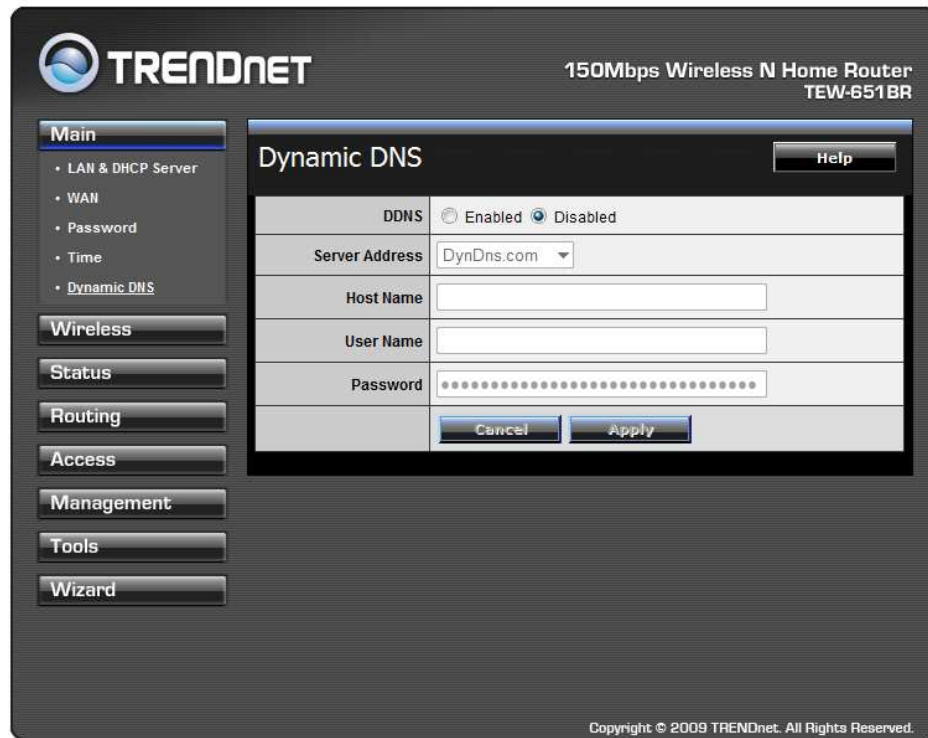 TRENDNET
150Mbps Wireless N Home Router
TEW-651BR
Main
• LAN & DHCP Server
• WAN
• Password
• Time
• Dynamic DNS
Wireless
Status
Routing
Access
Management
Tools
Wizard
Dynamic DNS
Help
DDNS Enabled Disabled
Server Address DynDns.com
Host Name
User Name
Password ••••••••••••••••••••••••••••••••
Cancel Apply
Copyright © 2009 TRENDnet. All Rights Reserved.